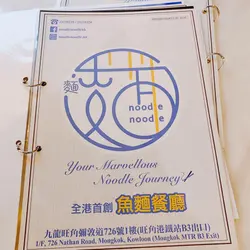 麵
noodle
noodle
Your Marvellous
Noodle Journey!
全港首創 魚麵餐廳
九龍旺角彌敦道726號1樓(旺角港鐵站B3出口)
1/F, 726 Nathan Road, Mongkok, Kowloon (Mongkok MTR B3 Exit)